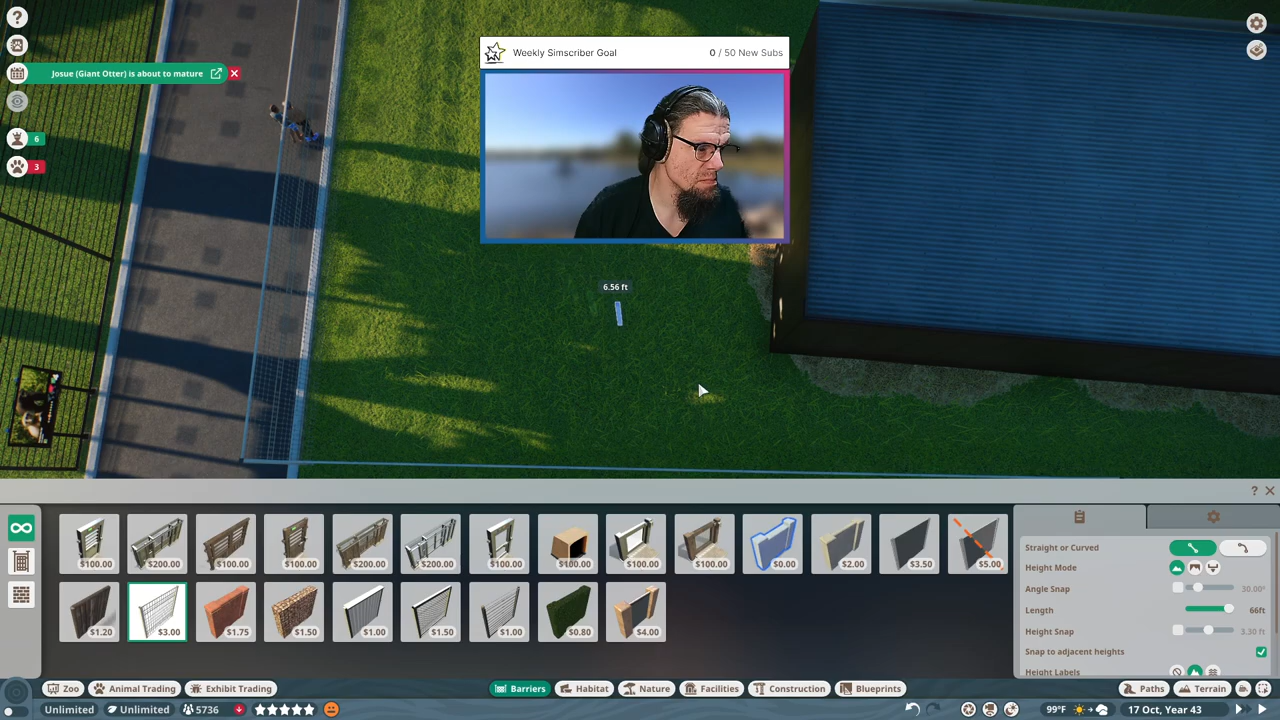 ?
Weekly Simscriber Goal 0 / 50 New Subs
Josue (Giant Otter) is about to mature
6
3
6.56 ft
?
$100.00 $200.00 $100.00 $100.00 $200.00 $200.00 $100.00 $100.00 $100.00 $100.00 $0.00 $2.00 $3.50 $5.00
$1.20 $3.00 $1.75 $1.50 $1.00 $1.50 $1.00 $0.80 $4.00
Straight or Curved
Height Mode
Angle Snap 30.00°
Length 66ft
Height Snap 3.30 ft
Snap to adjacent heights
Height Labels
Zoo Animal Trading Exhibit Trading Barriers Habitat Nature Facilities Construction Blueprints Paths Terrain
Unlimited Unlimited 5736 99°F 17 Oct, Year 43